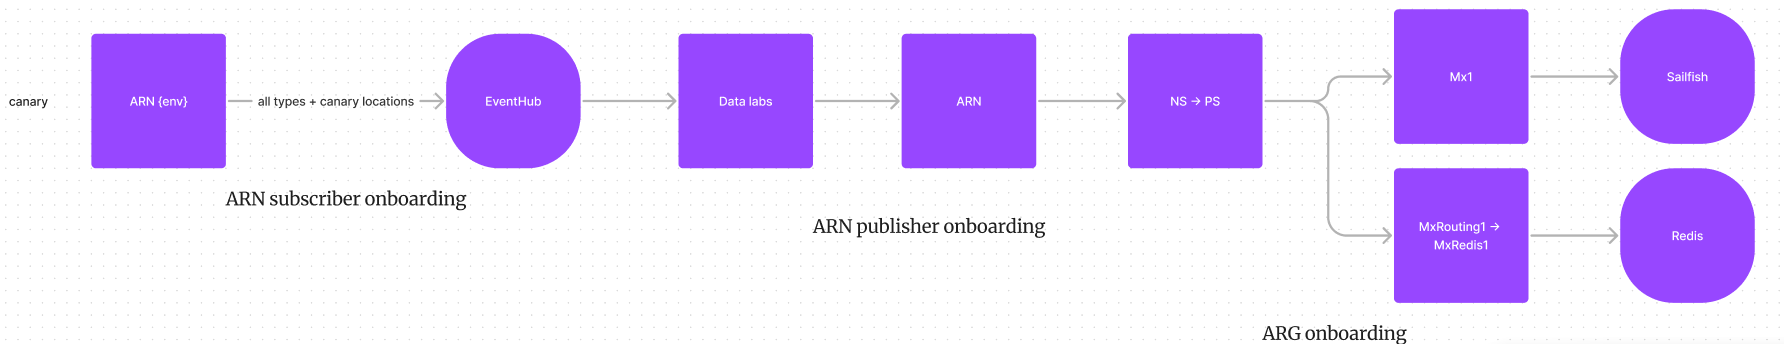 canary
ARN {env}
all types + canary locations
EventHub
Data labs
ARN
NS → PS
Mx1
Sailfish
MxRouting1 →
MxRedis1
Redis
ARN subscriber onboarding
ARN publisher onboarding
ARG onboarding